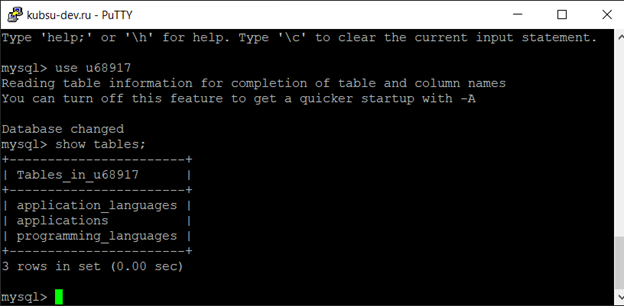 kubsu-dev.ru - PuTTY
Type 'help;' or '\h' for help. Type '\c' to clear the current input statement.
mysql> use u68917
Reading table information for completion of table and column names
You can turn off this feature to get a quicker startup with -A
Database changed
mysql> show tables;
+------------------------+
| Tables_in_u68917       |
+------------------------+
| application_languages |
| applications           |
| programming_languages |
+------------------------+
3 rows in set (0.00 sec)
mysql>